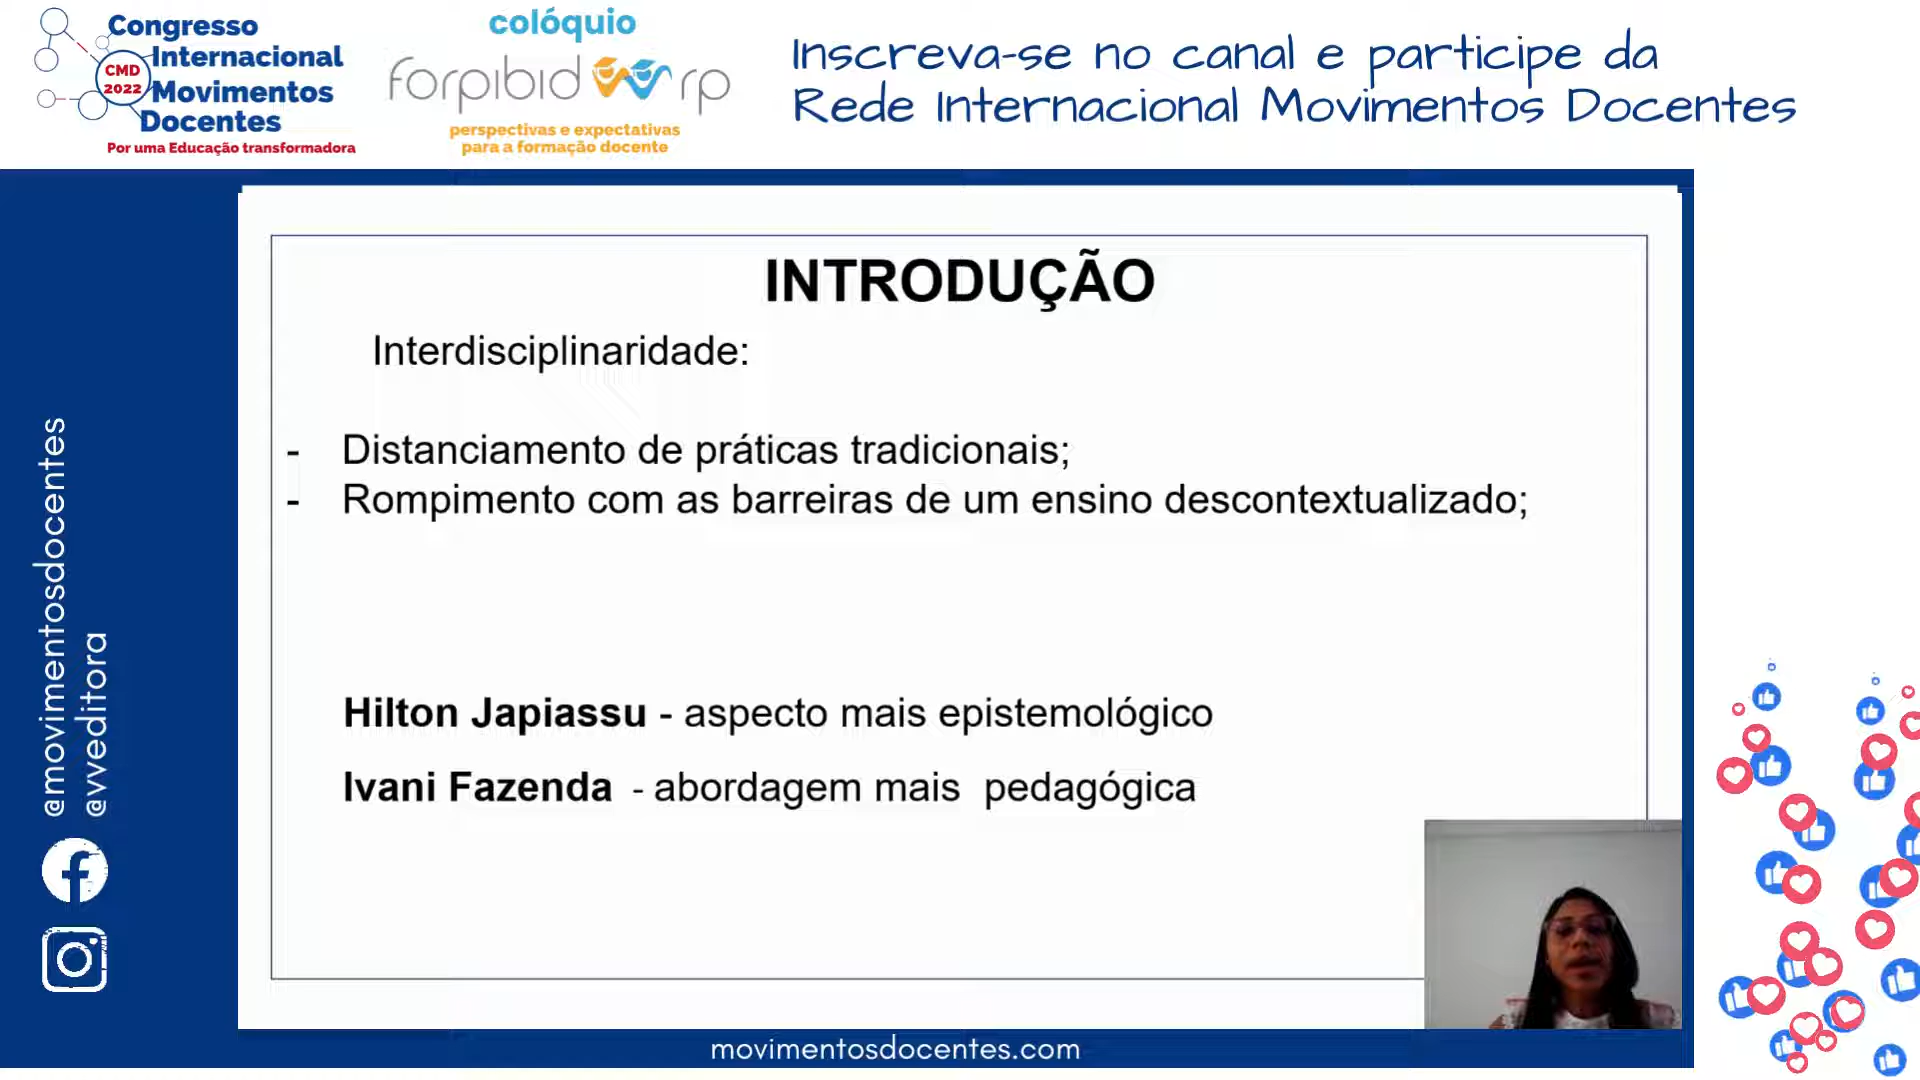 Congresso
Internacional
Movimentos
Docentes
CMD
2022
Por uma Educação transformadora
colóquio
forpibid rp
perspectivas e expectativas
para a formação docente
Inscreva-se no canal e participe da
Rede Internacional Movimentos Docentes
INTRODUÇÃO
Interdisciplinaridade:
- Distanciamento de práticas tradicionais;
- Rompimento com as barreiras de um ensino descontextualizado;
Hilton Japiassu - aspecto mais epistemológico
Ivani Fazenda - abordagem mais pedagógica
@movimentosdocentes
@vveditora
movimentosdocentes.com